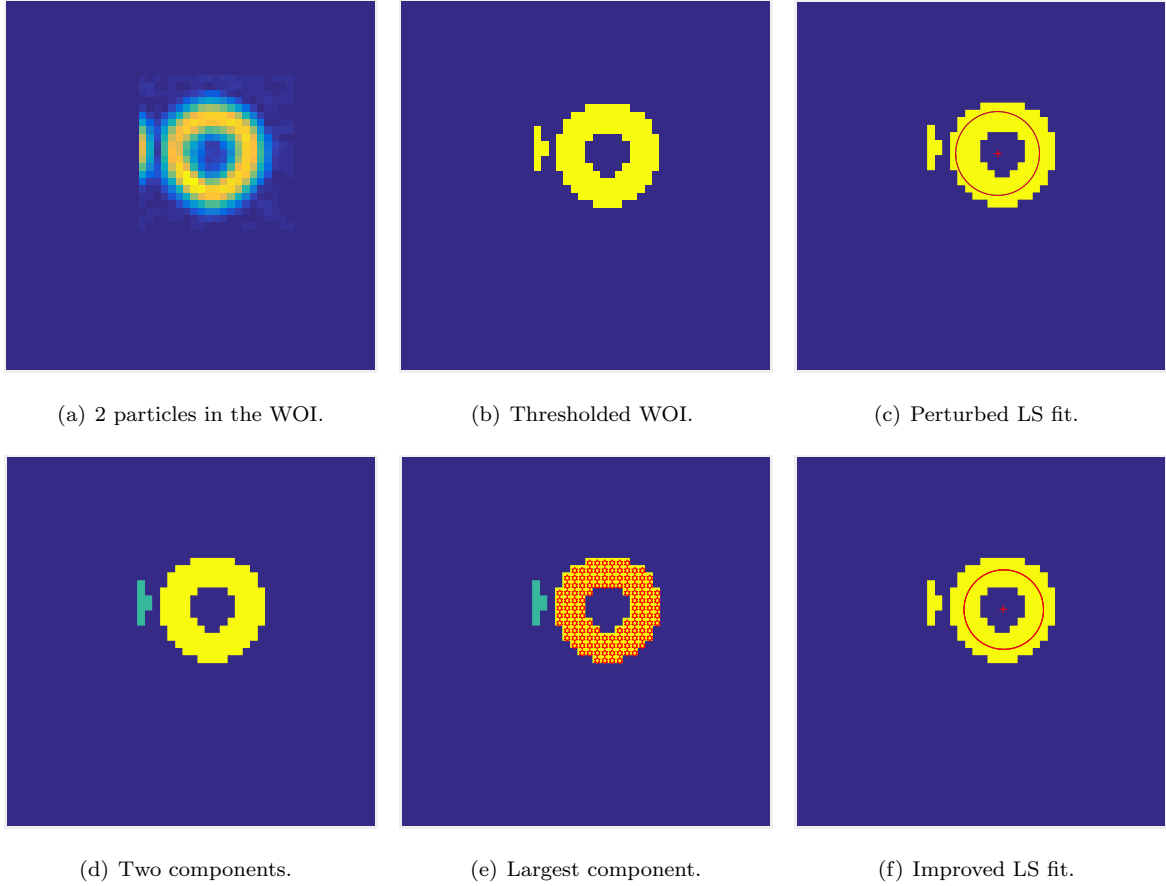 (a) 2 particles in the WOI.
(b) Thresholded WOI.
(c) Perturbed LS fit.
(d) Two components.
(e) Largest component.
(f) Improved LS fit.